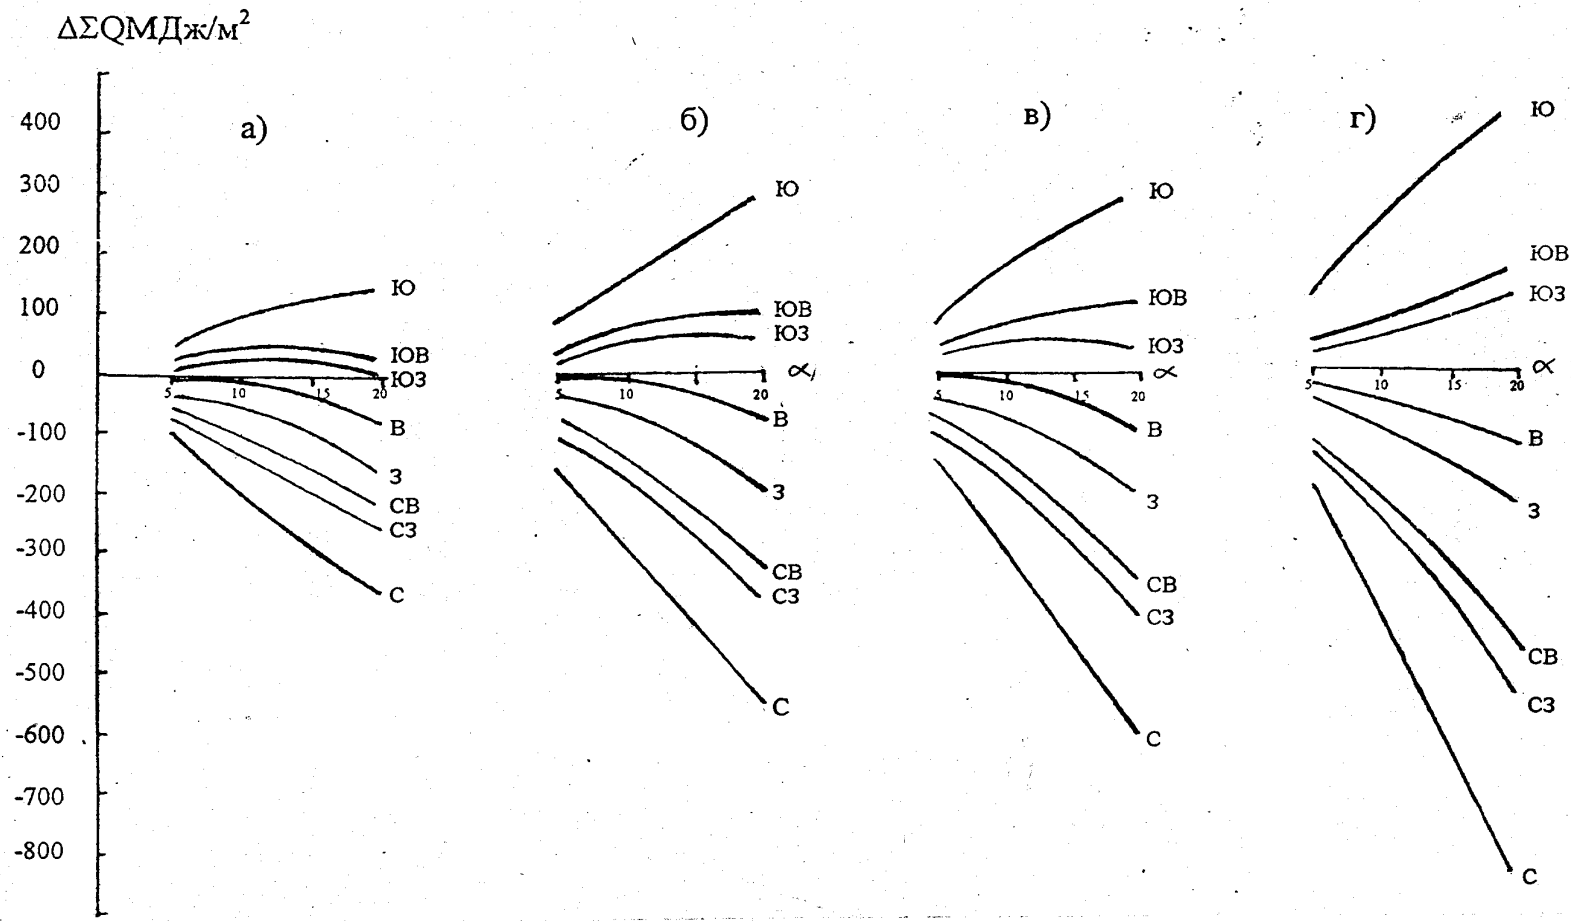 ΔΣQМДж/м²
400
300
200
100
0
-100
-200
-300
-400
-500
-600
-700
-800
а)
Ю
ЮВ
ЮЗ
5 10 15 20
В
З
СВ
СЗ
С
б)
Ю
ЮВ
ЮЗ
α
5 10 20
В
З
СВ
СЗ
С
в)
Ю
ЮВ
ЮЗ
α
5 10 15 20
В
З
СВ
СЗ
С
г)
Ю
ЮВ
ЮЗ
α
5 10 15 20
В
З
СВ
СЗ
С